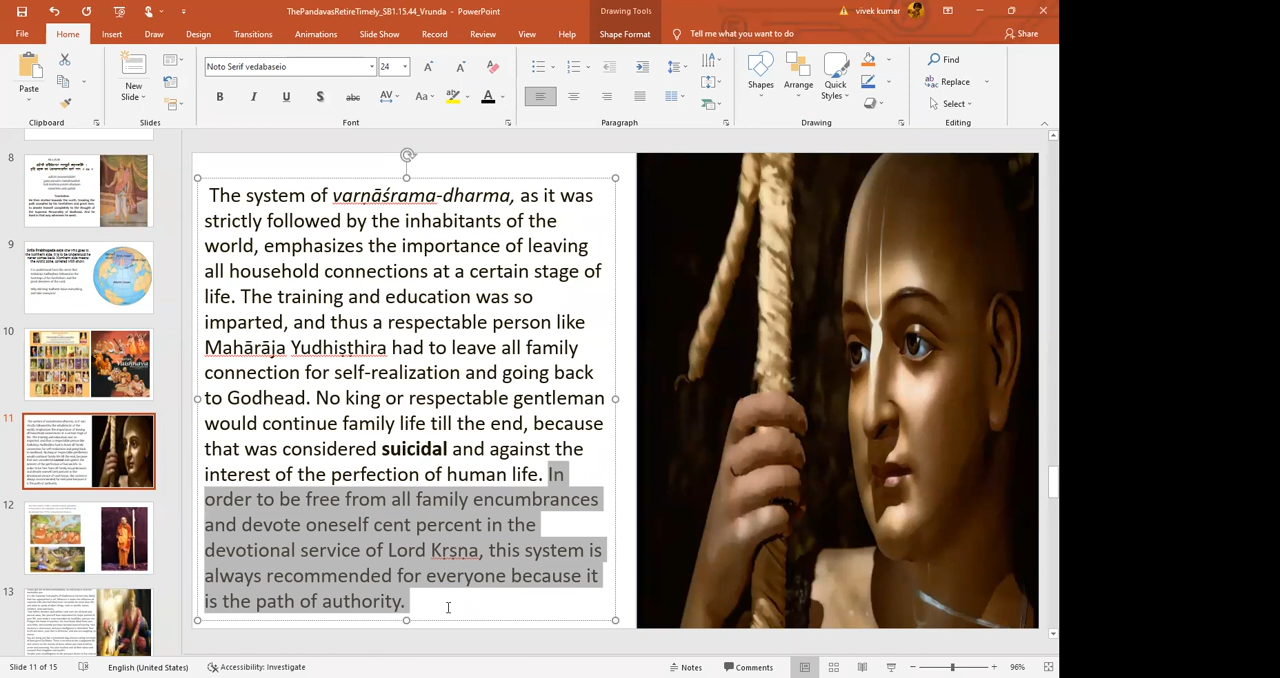 ThePandavasRetireTimely_SB1.15.44_Vrunda - PowerPoint
Drawing Tools
vivek kumar
File
Home
Insert
Draw
Design
Transitions
Animations
Slide Show
Record
Review
View
Help
Shape Format
Tell me what you want to do
Share
Paste
New
Slide
Noto Serif vedabaseio
24
Shapes
Arrange
Quick
Styles
Find
Replace
Select
Clipboard
Slides
Font
Paragraph
Drawing
Editing
8
9
10
11
12
13
The system of varṇāśrama-dharma, as it was
strictly followed by the inhabitants of the
world, emphasizes the importance of leaving
all household connections at a certain stage of
life. The training and education was so
imparted, and thus a respectable person like
Mahārāja Yudhiṣṭhira had to leave all family
connection for self-realization and going back
to Godhead. No king or respectable gentleman
would continue family life till the end, because
that was considered suicidal and against the
interest of the perfection of human life. In
order to be free from all family encumbrances
and devote oneself cent percent in the
devotional service of Lord Kṛṣṇa, this system is
always recommended for everyone because it
is the path of authority.
Slide 11 of 15
English (United States)
Accessibility: Investigate
Notes
Comments
96%